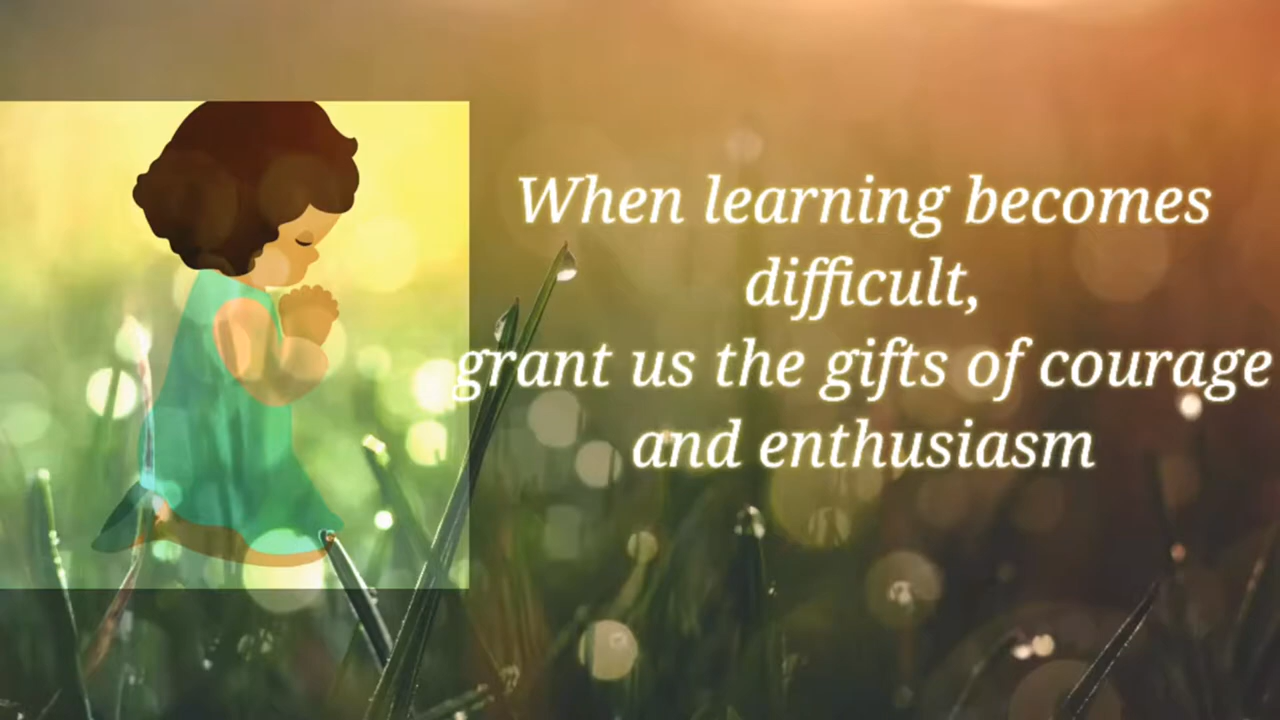 When learning becomes
difficult,
grant us the gifts of courage
and enthusiasm